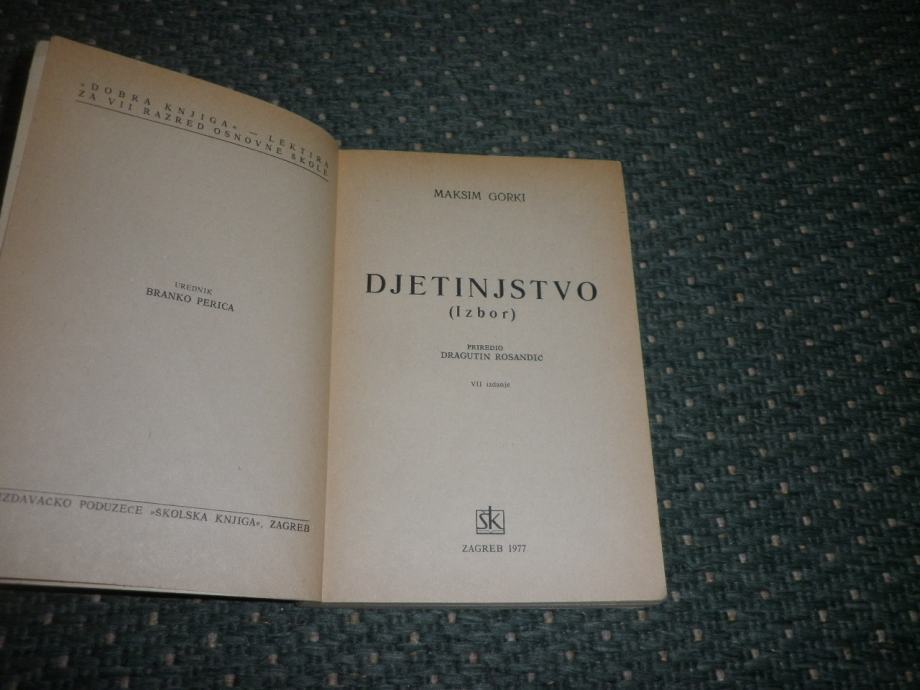 »DOBRA KNJIGA« — LEKTIRA
ZA VII RAZRED OSNOVNE ŠKOLE
UREDNIK
BRANKO PERICA
IZDAVAČKO PODUZEĆE »ŠKOLSKA KNJIGA«, ZAGREB
MAKSIM GORKI
DJETINJSTVO
(Izbor)
PRIREDIO
DRAGUTIN ROSANDIĆ
VII izdanje
ŠK
ZAGREB 1977